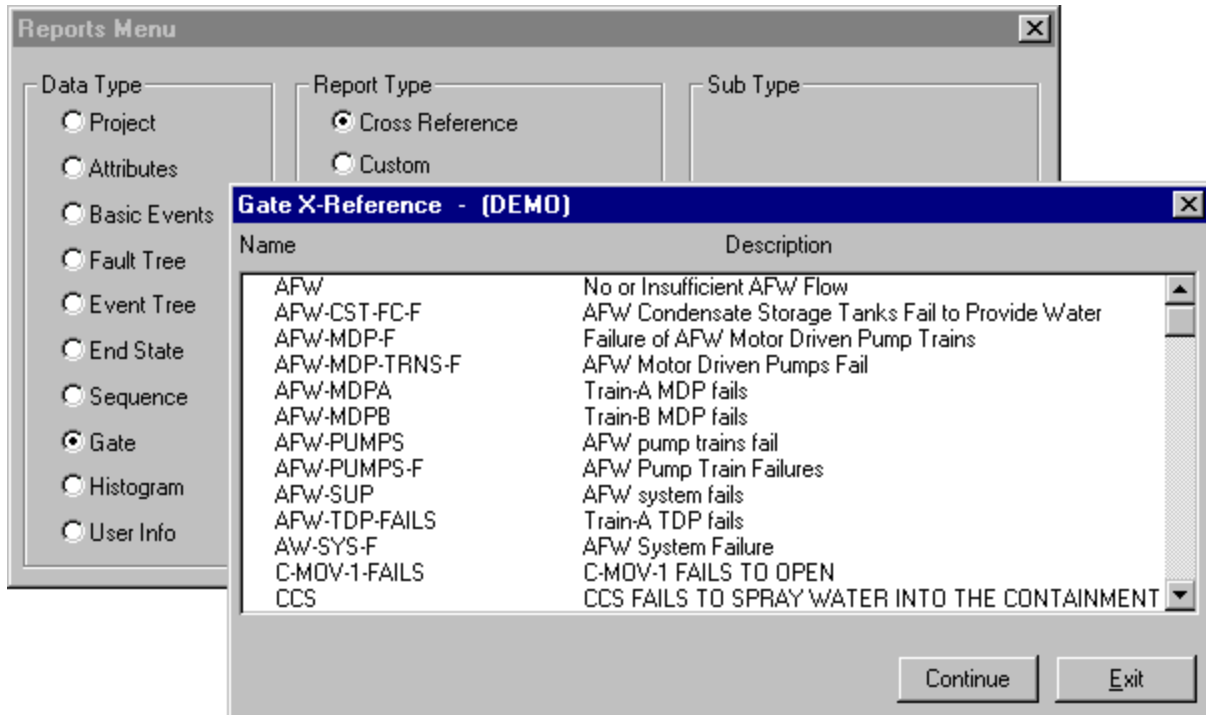 Reports Menu
Data Type
Report Type
Sub Type
Project
Cross Reference
Attributes
Custom
Basic Events
Fault Tree
Event Tree
End State
Sequence
Gate
Histogram
User Info
Gate X-Reference - (DEMO)
Name Description
AFW No or Insufficient AFW Flow
AFW-CST-FC-F AFW Condensate Storage Tanks Fail to Provide Water
AFW-MDP-F Failure of AFW Motor Driven Pump Trains
AFW-MDP-TRNS-F AFW Motor Driven Pumps Fail
AFW-MDPA Train-A MDP fails
AFW-MDPB Train-B MDP fails
AFW-PUMPS AFW pump trains fail
AFW-PUMPS-F AFW Pump Train Failures
AFW-SUP AFW system fails
AFW-TDP-FAILS Train-A TDP fails
AW-SYS-F AFW System Failure
C-MOV-1-FAILS C-MOV-1 FAILS TO OPEN
CCS CCS FAILS TO SPRAY WATER INTO THE CONTAINMENT
Continue Exit